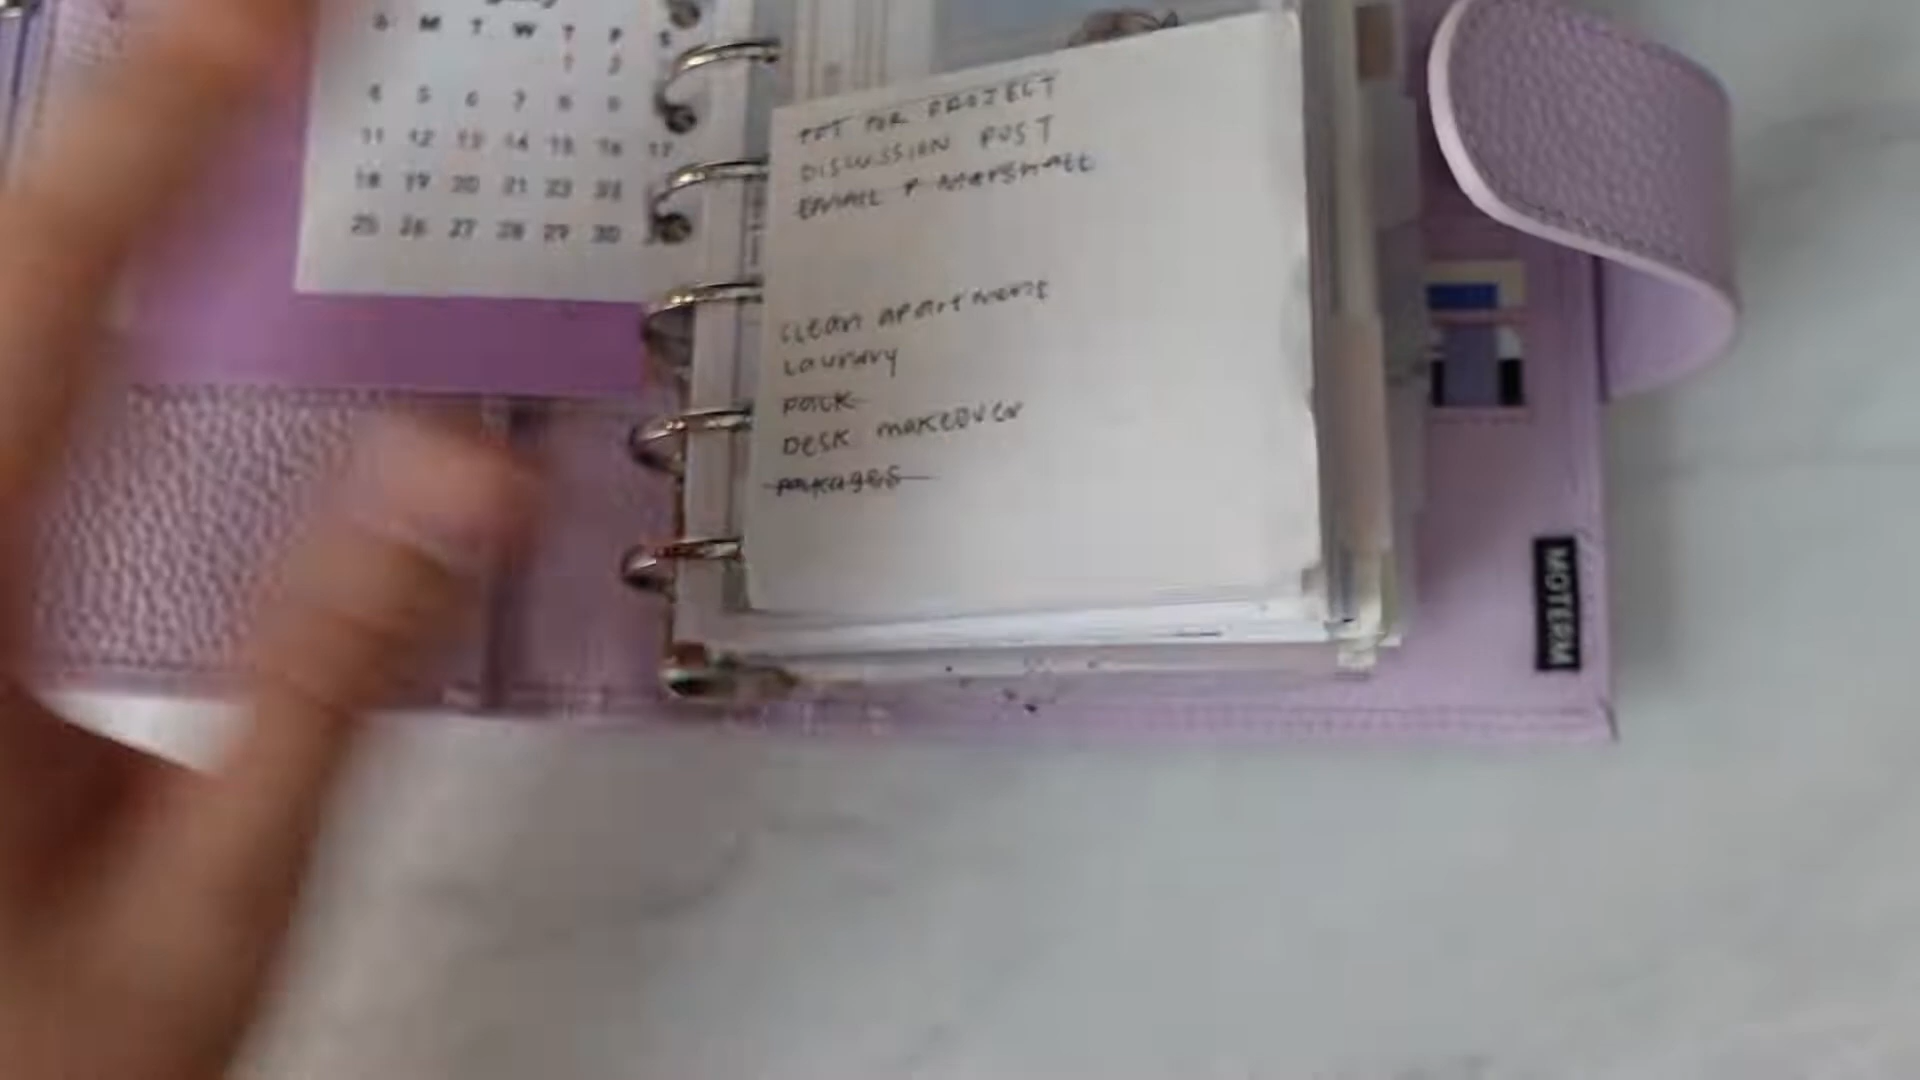 S M T W T F S
1 2
4 5 6 7 8 9
11 12 13 14 15 16 17
18 19 20 21
25 26 27 28 29 30
PPT FOR PROJECT
DISCUSSION POST
EMAIL P MARSHALL
clean apartment
Laundry
PACK
Desk makeover
packages
MOTERM